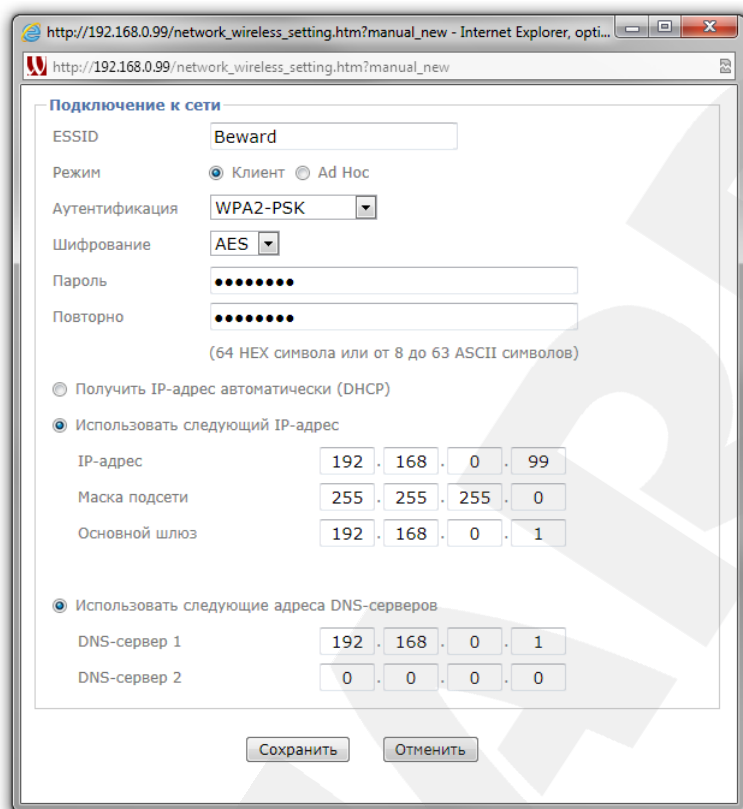 http://192.168.0.99/network_wireless_setting.htm?manual_new - Internet Explorer, opti...
http://192.168.0.99/network_wireless_setting.htm?manual_new
Подключение к сети
ESSID Beward
Режим Клиент Ad Hoc
Аутентификация WPA2-PSK
Шифрование AES
Пароль ••••••••
Повторно ••••••••
(64 HEX символа или от 8 до 63 ASCII символов)
Получить IP-адрес автоматически (DHCP)
Использовать следующий IP-адрес
IP-адрес 192 . 168 . 0 . 99
Маска подсети 255 . 255 . 255 . 0
Основной шлюз 192 . 168 . 0 . 1
Использовать следующие адреса DNS-серверов
DNS-сервер 1 192 . 168 . 0 . 1
DNS-сервер 2 0 . 0 . 0 . 0
Сохранить Отменить